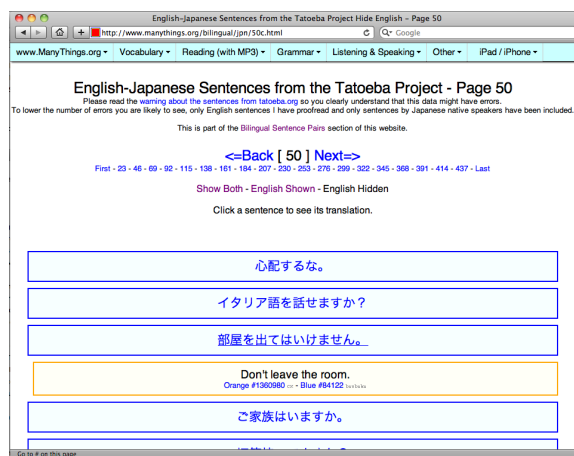 English-Japanese Sentences from the Tatoeba Project Hide English – Page 50
http://www.manythings.org/bilingual/jpn/50c.html
Google
www.ManyThings.org ▾ Vocabulary ▾ Reading (with MP3) ▾ Grammar ▾ Listening & Speaking ▾ Other ▾ iPad / iPhone ▾
English-Japanese Sentences from the Tatoeba Project - Page 50
Please read the warning about the sentences from tatoeba.org so you clearly understand that this data might have errors.
To lower the number of errors you are likely to see, only English sentences I have proofread and only sentences by Japanese native speakers have been included.
This is part of the Bilingual Sentence Pairs section of this website.
<=Back [ 50 ] Next=>
First - 23 - 46 - 69 - 92 - 115 - 138 - 161 - 184 - 207 - 230 - 253 - 276 - 299 - 322 - 345 - 368 - 391 - 414 - 437 - Last
Show Both - English Shown - English Hidden
Click a sentence to see its translation.
心配するな。
イタリア語を話せますか？
部屋を出てはいけません。
Don't leave the room.
Orange #1360980 CK - Blue #84122
ご家族はいますか。
Go to # on this page